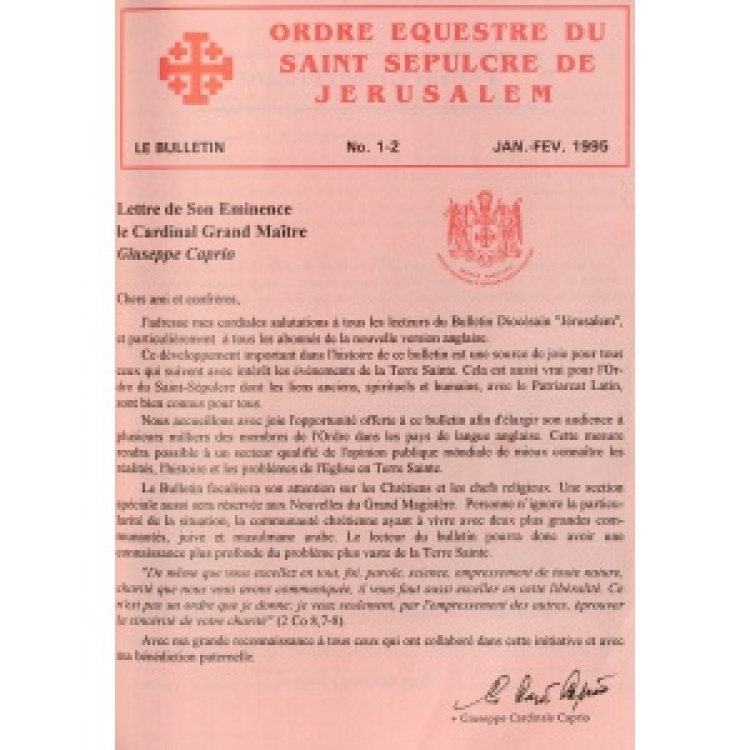 ORDRE EQUESTRE DU
SAINT SEPULCRE DE
JERUSALEM
LE BULLETIN No. 1-2 JAN.-FEV. 1995
Lettre de Son Eminence
le Cardinal Grand Maître
Giuseppe Caprio
Chers ami et confrères,
J'adresse mes cordiales salutations à tous les lecteurs du Bulletin Diocésain "Jérusalem",
et particulièrement à tous les abonnés de la nouvelle version anglaise.
Ce développement important dans l'histoire de ce bulletin est une source de joie pour tous
ceux qui suivent avec intérêt les événements de la Terre Sainte. Cela est aussi vrai pour l'Or-
dre du Saint-Sépulcre dont les liens anciens, spirituels et humains, avec le Patriarcat Latin,
sont bien connus pour tous.
Nous accueillons avec joie l'opportunité offerte à ce bulletin afin d'élargir son audience à
plusieurs milliers des membres de l'Ordre dans les pays de langue anglaise. Cette mesure
rendra possible à un secteur qualifié de l'opinion publique mondiale de mieux connaître les
réalités, l'histoire et les problèmes de l'Eglise en Terre Sainte.
Le Bulletin focalisera son attention sur les Chrétiens et les chefs religieux. Une section
spéciale aussi sera réservée aux Nouvelles du Grand Magistère. Personne n'ignore la particu-
larité de la situation, la communauté chrétienne ayant à vivre avec deux plus grandes com-
munautés, juive et musulmane arabe. Le lecteur du bulletin pourra donc avoir une
connaissance plus profonde du problème plus vaste de la Terre Sainte.
"De même que vous excellez en tout, foi, parole, science, empressement de toute nature,
charité que nous vous avons communiquée, il vous faut aussi exceller en cette libéralité. Ce
n'est pas un ordre que je donne; je veux seulement, par l'empressement des autres, éprouver
la sincérité de votre charité" (2 Co 8,7-8).
Avec ma grande reconnaissance à tous ceux qui ont collaboré dans cette initiative et avec
ma bénédiction paternelle.
+ Giuseppe Cardinale Caprio